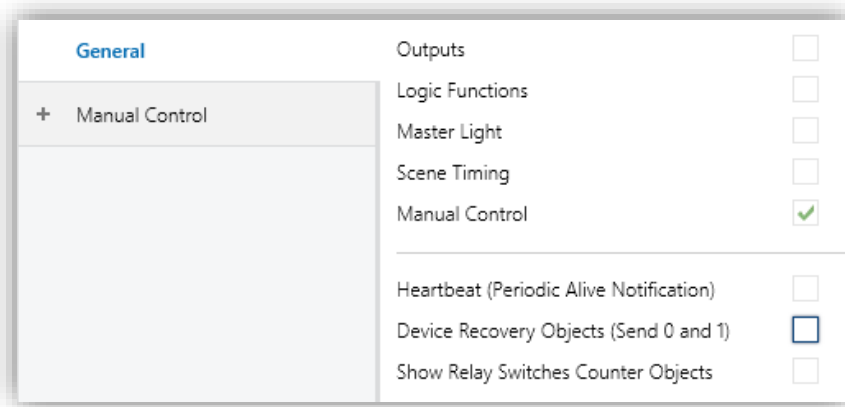 General
+ Manual Control
Outputs
Logic Functions
Master Light
Scene Timing
Manual Control
Heartbeat (Periodic Alive Notification)
Device Recovery Objects (Send 0 and 1)
Show Relay Switches Counter Objects